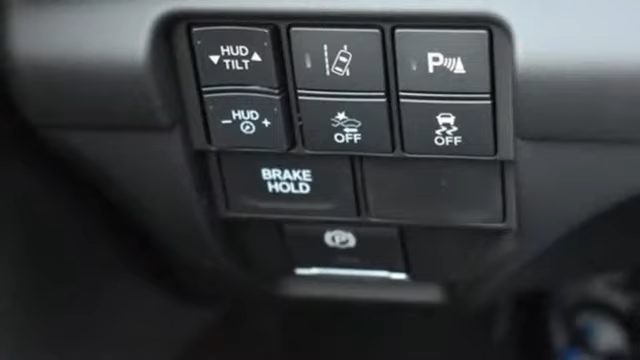 ▼ HUD ▲
TILT
P
− HUD +
OFF
OFF
BRAKE
HOLD
P